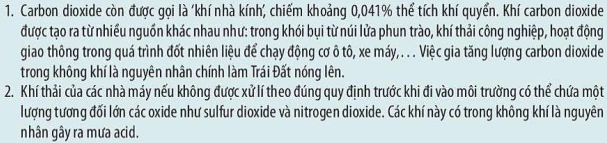 1. Carbon dioxide còn được gọi là ‘khí nhà kính’, chiếm khoảng 0,041% thể tích khí quyển. Khí carbon dioxide
được tạo ra từ nhiều nguồn khác nhau như: trong khói bụi từ núi lửa phun trào, khí thải công nghiệp, hoạt động
giao thông trong quá trình đốt nhiên liệu để chạy động cơ ô tô, xe máy,… Việc gia tăng lượng carbon dioxide
trong không khí là nguyên nhân chính làm Trái Đất nóng lên.
2. Khí thải của các nhà máy nếu không được xử lí theo đúng quy định trước khi đi vào môi trường có thể chứa một
lượng tương đối lớn các oxide như sulfur dioxide và nitrogen dioxide. Các khí này có trong không khí là nguyên
nhân gây ra mưa acid.